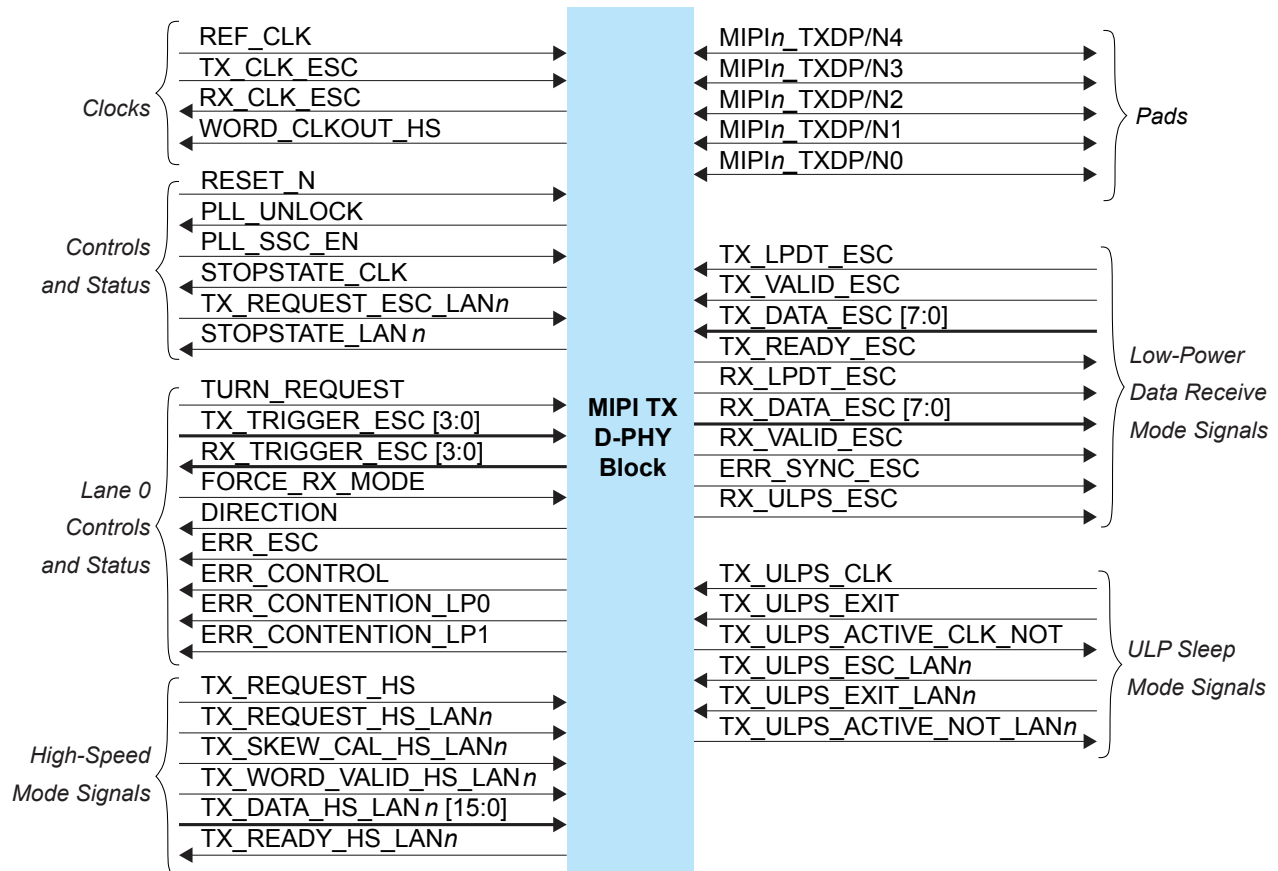 Clocks
REF_CLK
TX_CLK_ESC
RX_CLK_ESC
WORD_CLKOUT_HS
Controls
and Status
RESET_N
PLL_UNLOCK
PLL_SSC_EN
STOPSTATE_CLK
TX_REQUEST_ESC_LANn
STOPSTATE_LAN n
Lane 0
Controls
and Status
TURN_REQUEST
TX_TRIGGER_ESC [3:0]
RX_TRIGGER_ESC [3:0]
FORCE_RX_MODE
DIRECTION
ERR_ESC
ERR_CONTROL
ERR_CONTENTION_LP0
ERR_CONTENTION_LP1
High-Speed
Mode Signals
TX_REQUEST_HS
TX_REQUEST_HS_LANn
TX_SKEW_CAL_HS_LANn
TX_WORD_VALID_HS_LAN n
TX_DATA_HS_LAN n [15:0]
TX_READY_HS_LANn
MIPI TX
D-PHY
Block
MIPIn_TXDP/N4
MIPIn_TXDP/N3
MIPIn_TXDP/N2
MIPIn_TXDP/N1
MIPIn_TXDP/N0
Pads
TX_LPDT_ESC
TX_VALID_ESC
TX_DATA_ESC [7:0]
TX_READY_ESC
RX_LPDT_ESC
RX_DATA_ESC [7:0]
RX_VALID_ESC
ERR_SYNC_ESC
RX_ULPS_ESC
Low-Power
Data Receive
Mode Signals
TX_ULPS_CLK
TX_ULPS_EXIT
TX_ULPS_ACTIVE_CLK_NOT
TX_ULPS_ESC_LANn
TX_ULPS_EXIT_LANn
TX_ULPS_ACTIVE_NOT_LANn
ULP Sleep
Mode Signals